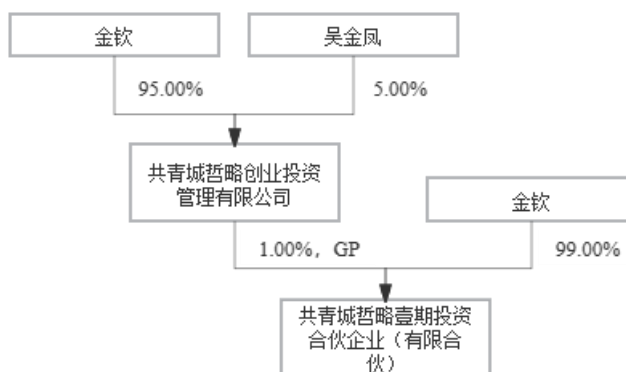 金钦
吴金凤
95.00%
5.00%
共青城哲略创业投资
管理有限公司
金钦
1.00%，GP
99.00%
共青城哲略壹期投资
合伙企业（有限合
伙）